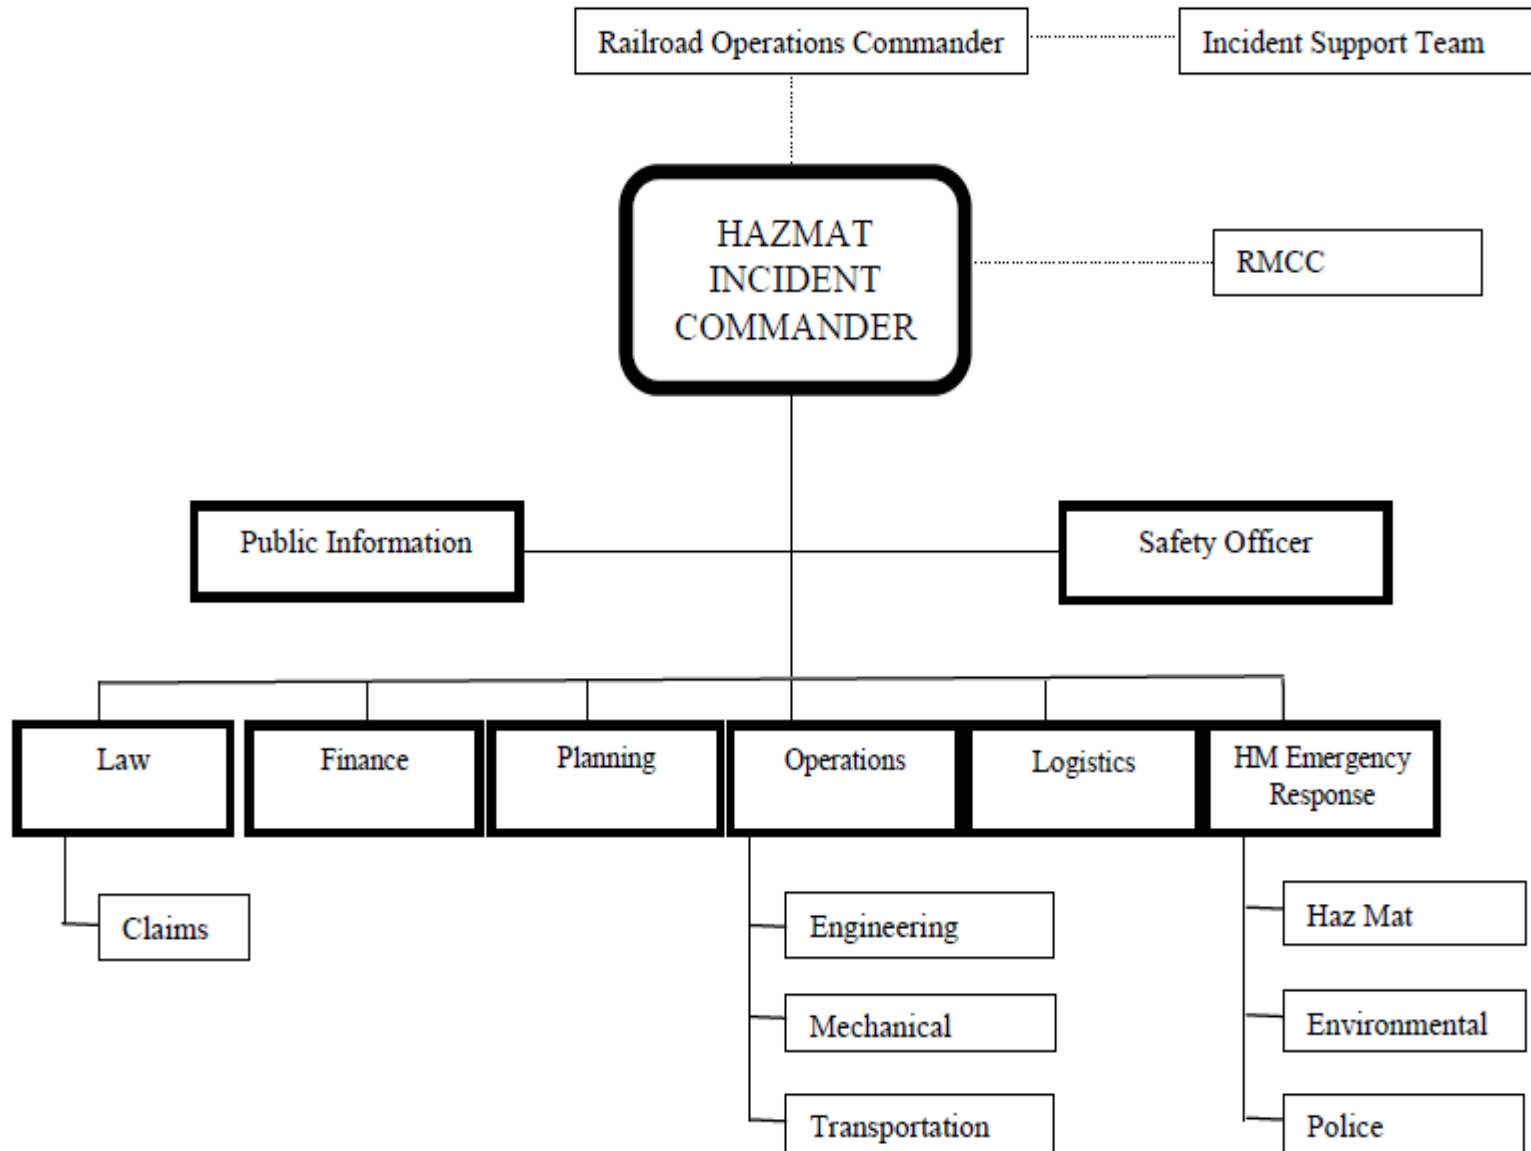 Railroad Operations Commander
Incident Support Team
HAZMAT
INCIDENT
COMMANDER
RMCC
Public Information
Safety Officer
Law
Finance
Planning
Operations
Logistics
HM Emergency
Response
Claims
Engineering
Mechanical
Transportation
Haz Mat
Environmental
Police